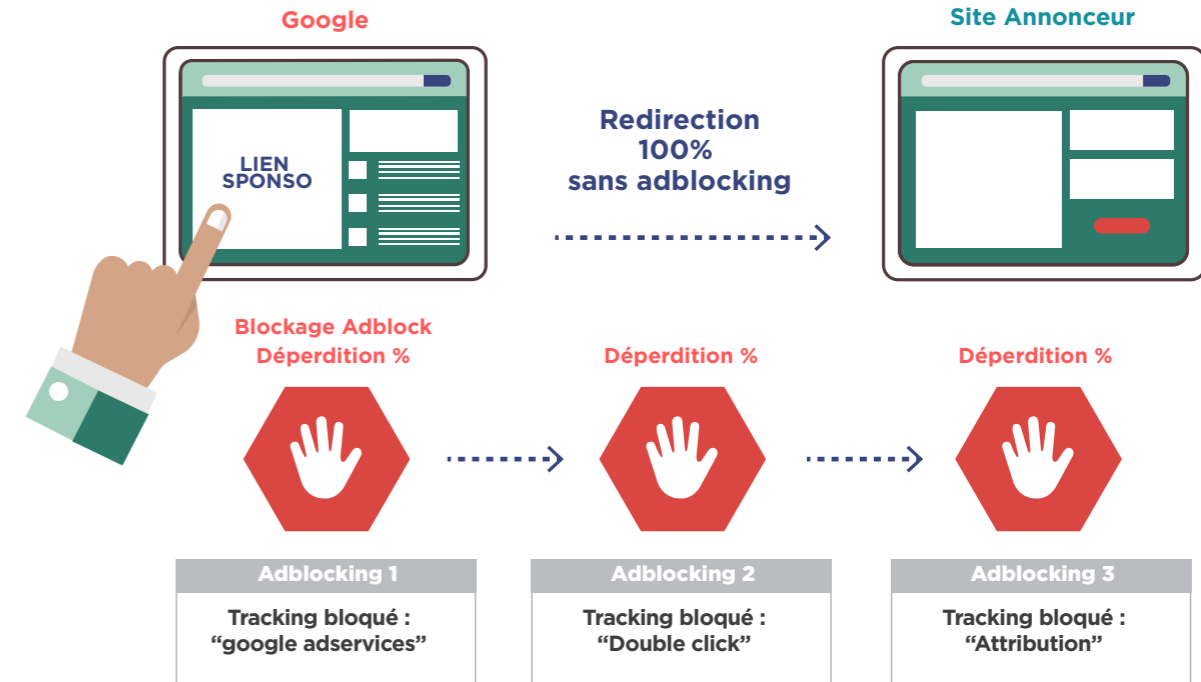 Google
Site Annonceur
LIEN
SPONSO
Redirection
100%
sans adblocking
Blockage Adblock
Déperdition %
Déperdition %
Déperdition %
Adblocking 1
Adblocking 2
Adblocking 3
Tracking bloqué :
“google adservices”
Tracking bloqué :
“Double click”
Tracking bloqué :
“Attribution”